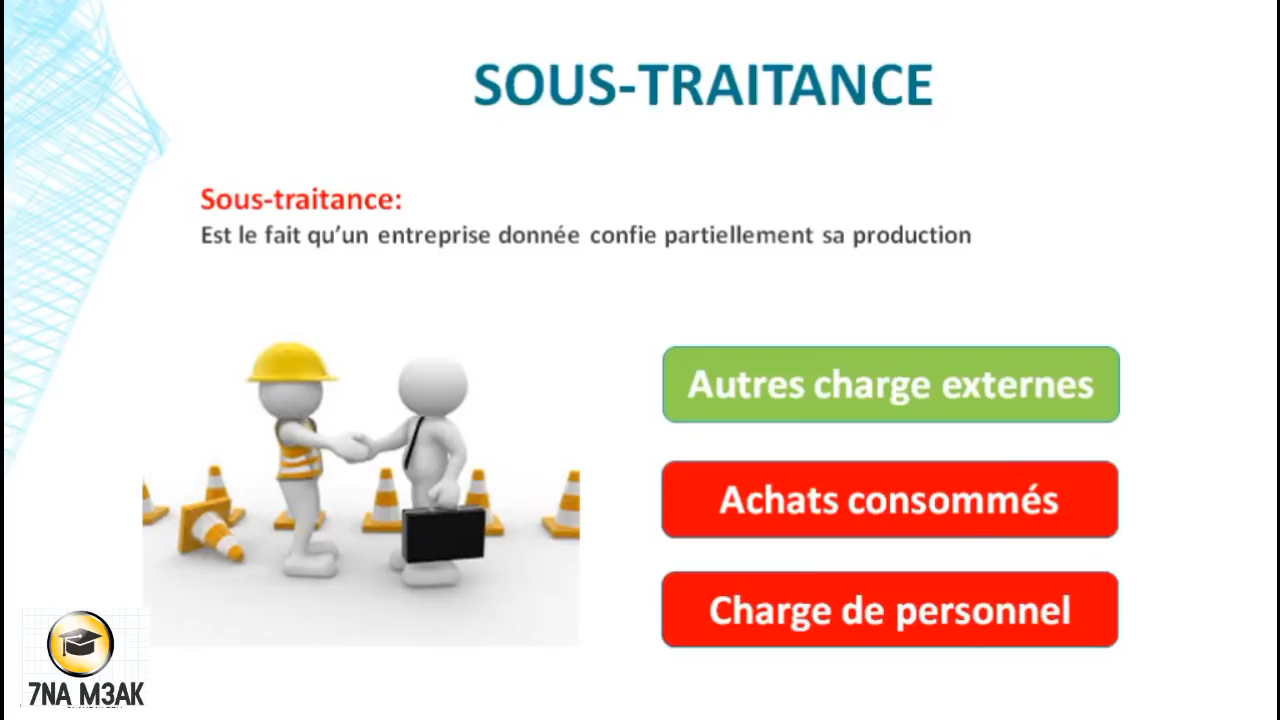 SOUS-TRAITANCE
Sous-traitance:
Est le fait qu’un entreprise donnée confie partiellement sa production
Autres charge externes
Achats consommés
Charge de personnel
7NA M3AK